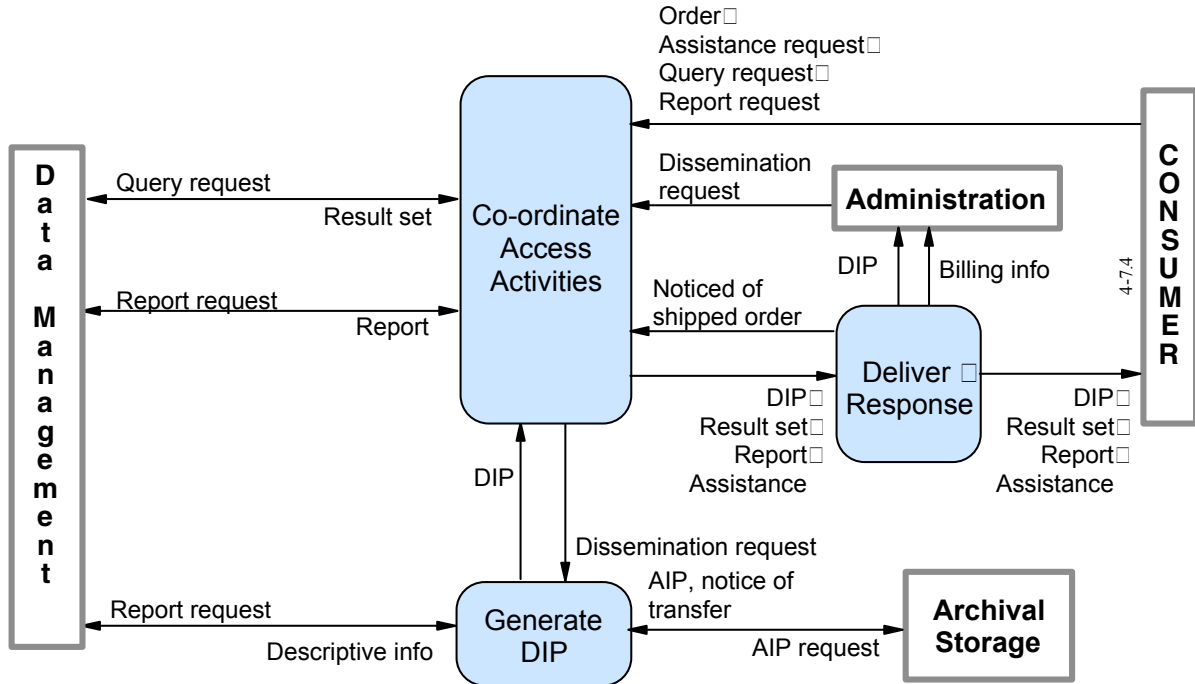 Order□
Assistance request□
Query request□
Report request
Data Management
CONSUMER
4-7.4
Query request
Result set
Co-ordinate
Access
Activities
Dissemination
request
Administration
DIP
Billing info
Report request
Report
Noticed of
shipped order
Deliver □
Response
DIP□
Result set□
Report□
Assistance
DIP□
Result set□
Report□
Assistance
DIP
Dissemination request
Report request
Descriptive info
Generate
DIP
AIP, notice of
transfer
AIP request
Archival
Storage